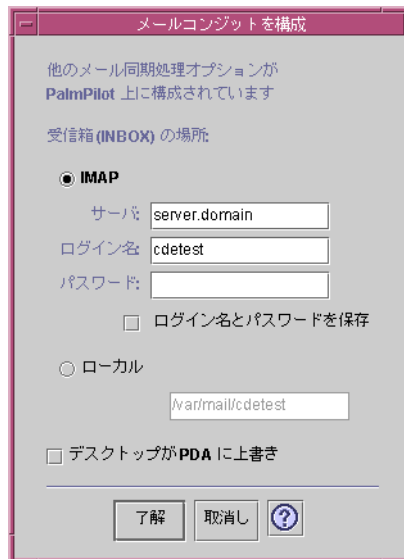 メールコンジットを構成
他のメール同期処理オプションが
PalmPilot 上に構成されています
受信箱(INBOX) の場所:
IMAP
サーバ: server.domain
ログイン名: cdetest
パスワード:
ログイン名とパスワードを保存
ローカル
/var/mail/cdetest
デスクトップがPDA に上書き
了解 取消し ?